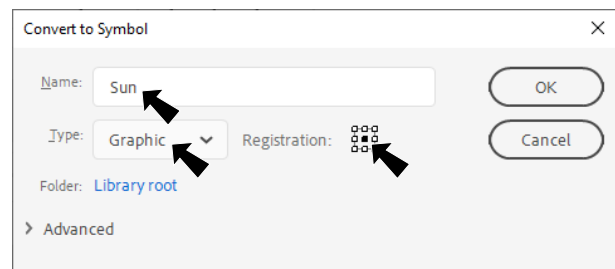 Convert to Symbol
Name: Sun OK
Type: Graphic Registration: Cancel
Folder: Library root
Advanced